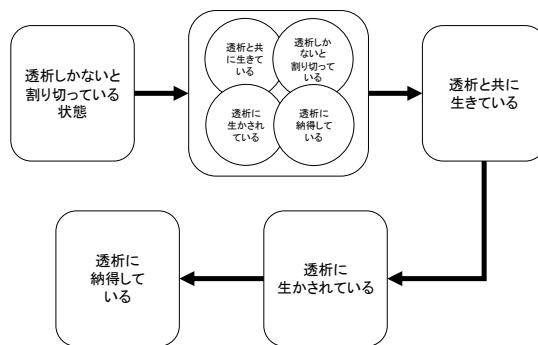 透析しかないと
割り切っている
状態
透析と共
に生きて
いる
透析しか
ないと
割り切って
いる
透析に
生かされ
ている
透析に
納得して
いる
透析と共に
生きている
透析に
生かされている
透析に
納得して
いる